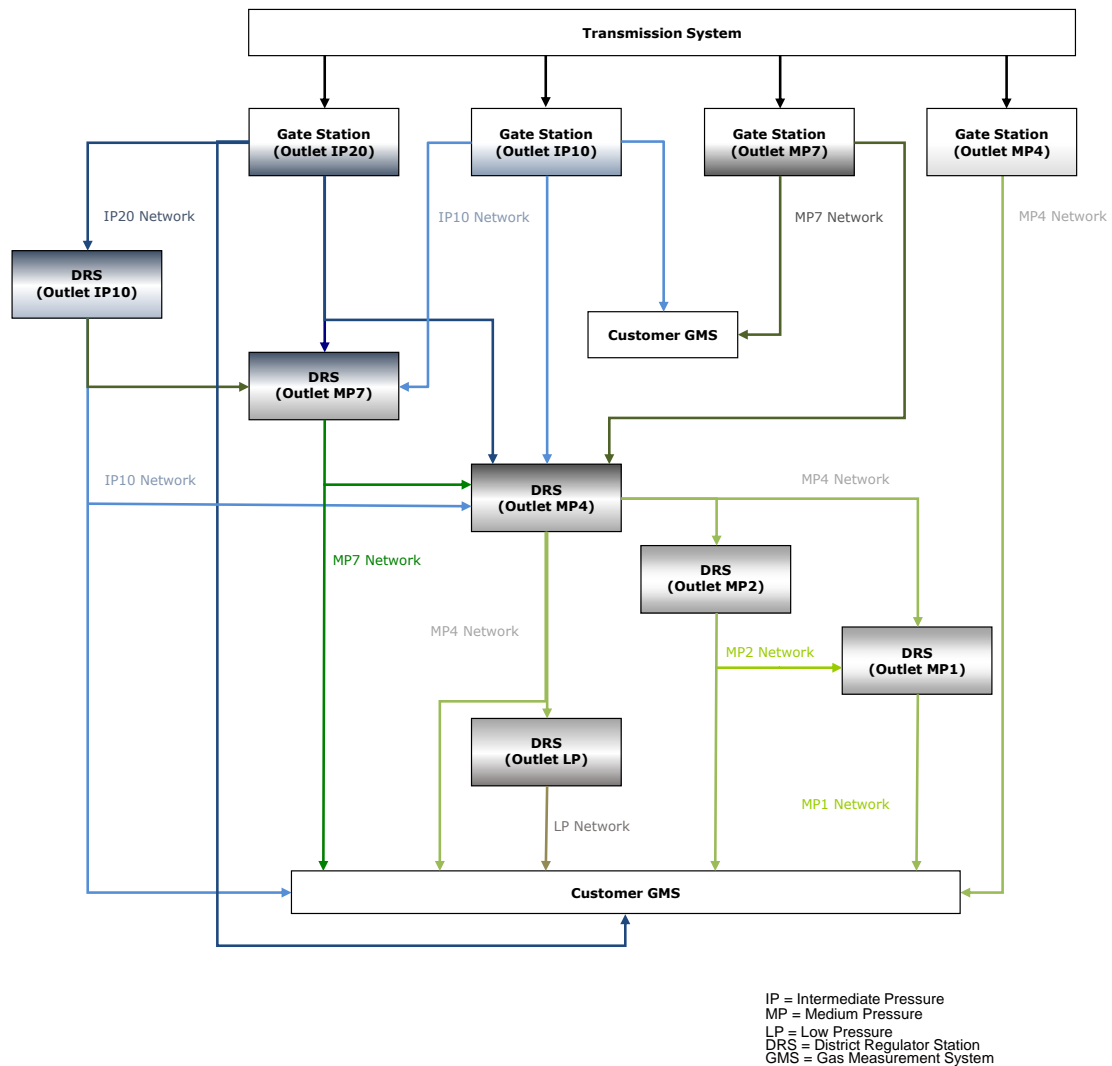 Transmission System
Gate Station
(Outlet IP20)
Gate Station
(Outlet IP10)
Gate Station
(Outlet MP7)
Gate Station
(Outlet MP4)
IP20 Network
IP10 Network
MP7 Network
MP4 Network
DRS
(Outlet IP10)
Customer GMS
DRS
(Outlet MP7)
IP10 Network
DRS
(Outlet MP4)
MP4 Network
MP7 Network
DRS
(Outlet MP2)
MP4 Network
MP2 Network
DRS
(Outlet MP1)
DRS
(Outlet LP)
MP1 Network
LP Network
Customer GMS
IP = Intermediate Pressure
MP = Medium Pressure
LP = Low Pressure
DRS = District Regulator Station
GMS = Gas Measurement System